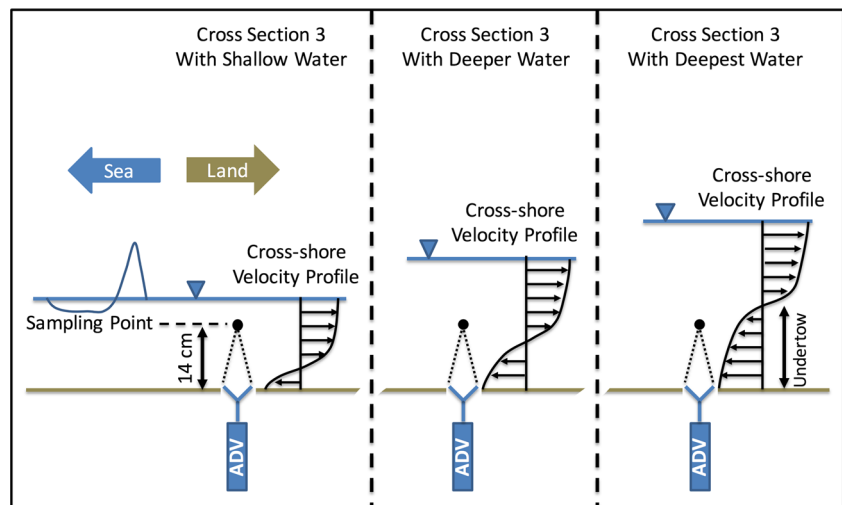 Cross Section 3
With Shallow Water
Cross Section 3
With Deeper Water
Cross Section 3
With Deepest Water
Sea
Land
Cross-shore
Velocity Profile
Sampling Point
14 cm
ADV
Cross-shore
Velocity Profile
ADV
Cross-shore
Velocity Profile
Undertow
ADV